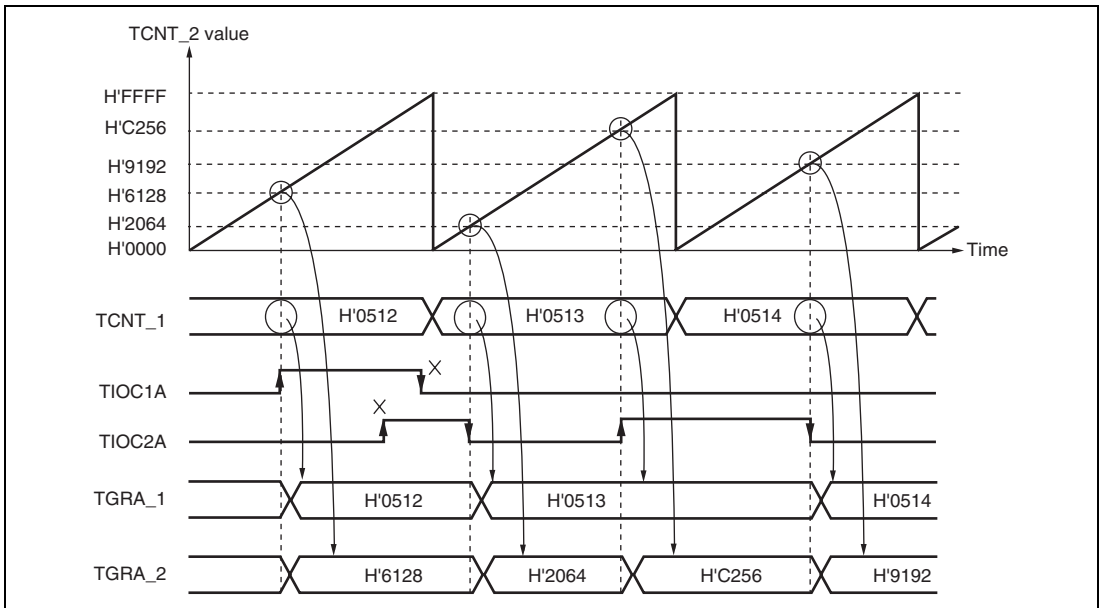 TCNT_2 value
H'FFFF
H'C256
H'9192
H'6128
H'2064
H'0000
Time
TCNT_1 H'0512 H'0513 H'0514
TIOC1A
TIOC2A
TGRA_1 H'0512 H'0513 H'0514
TGRA_2 H'6128 H'2064 H'C256 H'9192